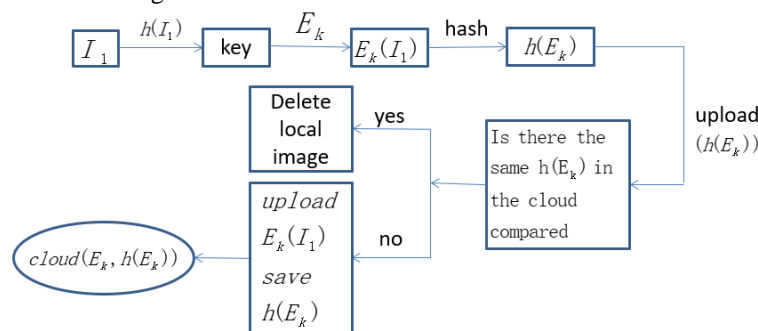 I₁
h(I₁)
key
Eₖ
Eₖ(I₁)
hash
h(Eₖ)
upload
(h(Eₖ))
Is there the
same h(Eₖ) in
the cloud
compared
yes
Delete
local
image
no
upload
Eₖ(I₁)
save
h(Eₖ)
cloud(Eₖ, h(Eₖ))